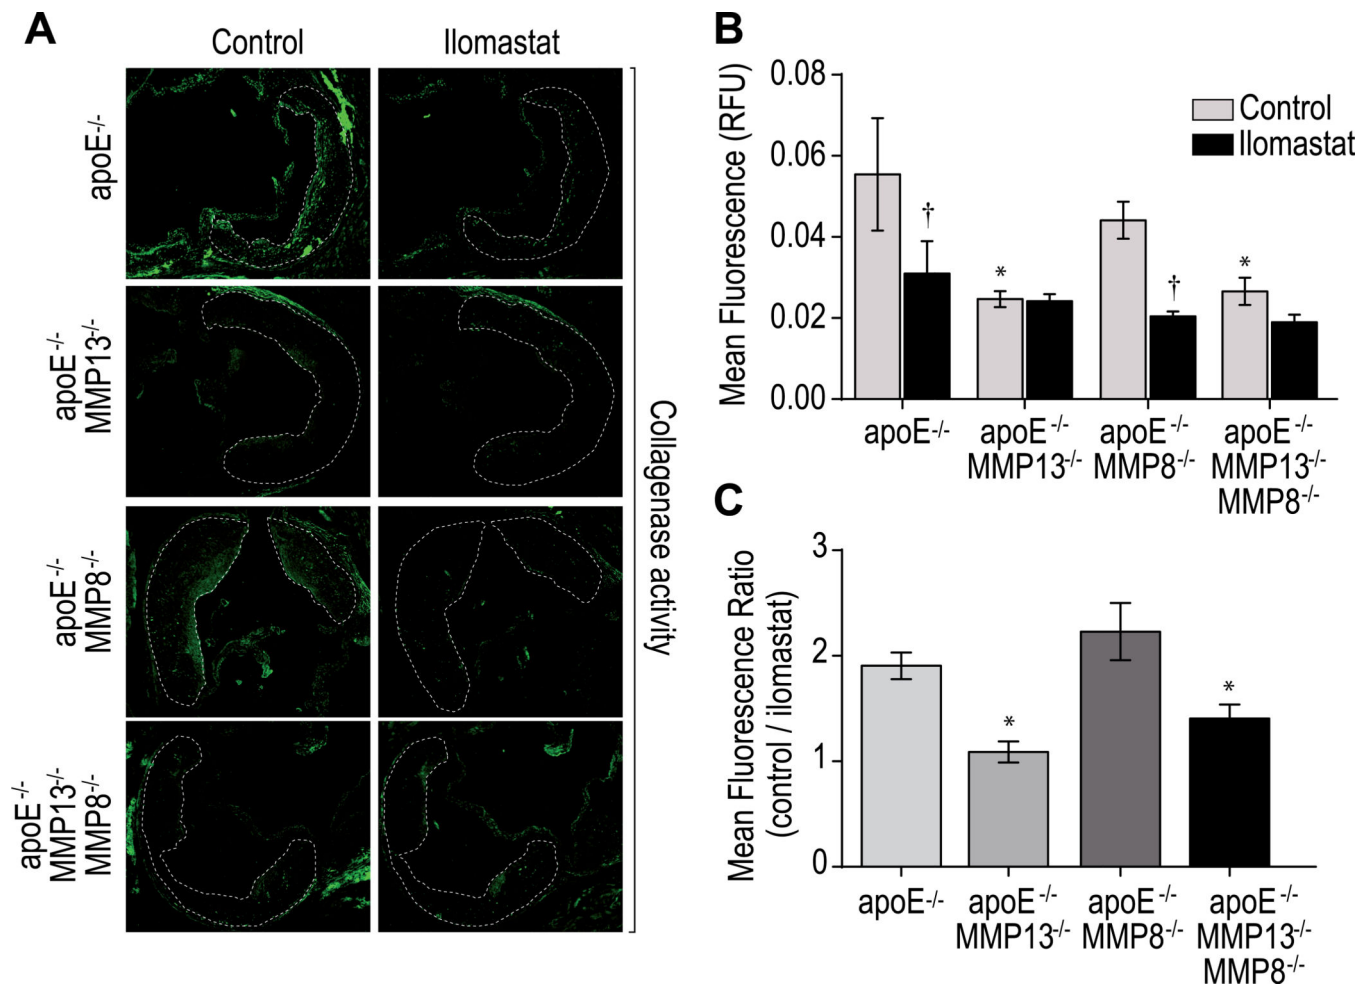 A
Control
Ilomastat
apoE-/-
apoE-/-
MMP13-/-
apoE-/-
MMP8-/-
apoE-/-
MMP13-/-
MMP8-/-
Collagenase activity
B
Mean Fluorescence (RFU)
0.08
0.06
0.04
0.02
0.00
Control
Ilomastat
†
*
†
*
apoE-/-
apoE-/-
MMP13-/-
apoE-/-
MMP8-/-
apoE-/-
MMP13-/-
MMP8-/-
C
Mean Fluorescence Ratio
(control / ilomastat)
3
2
1
0
*
*
apoE-/-
apoE-/-
MMP13-/-
apoE-/-
MMP8-/-
apoE-/-
MMP13-/-
MMP8-/-